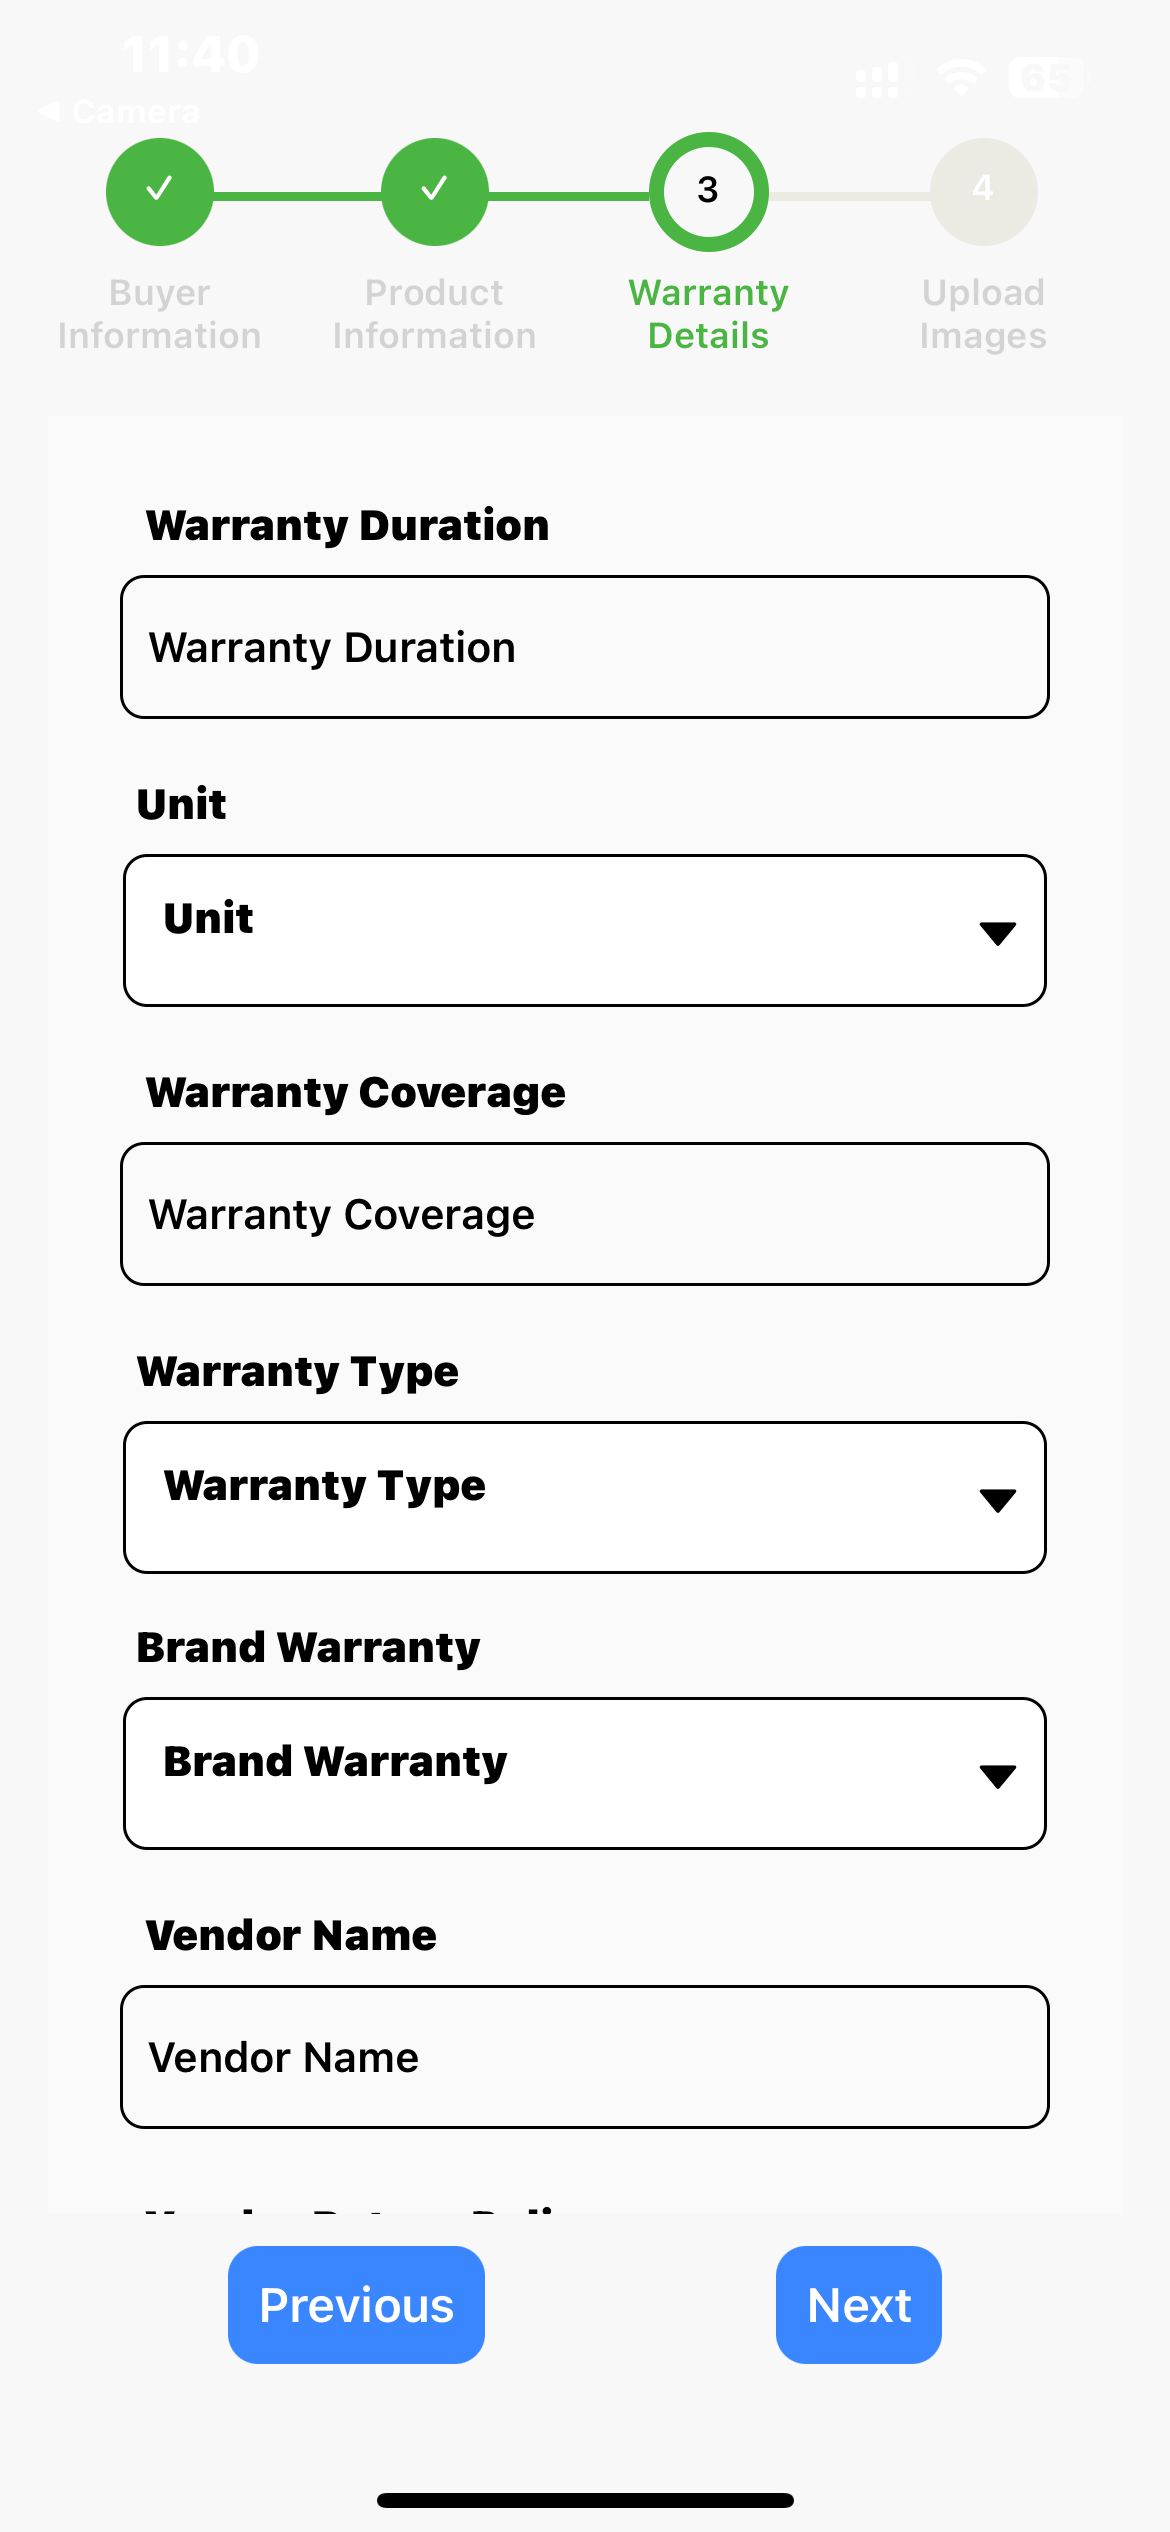 11:40
65
Camera
3
4
Buyer
Information
Product
Information
Warranty
Details
Upload
Images
Warranty Duration
Warranty Duration
Unit
Unit
Warranty Coverage
Warranty Coverage
Warranty Type
Warranty Type
Brand Warranty
Brand Warranty
Vendor Name
Vendor Name
Previous
Next